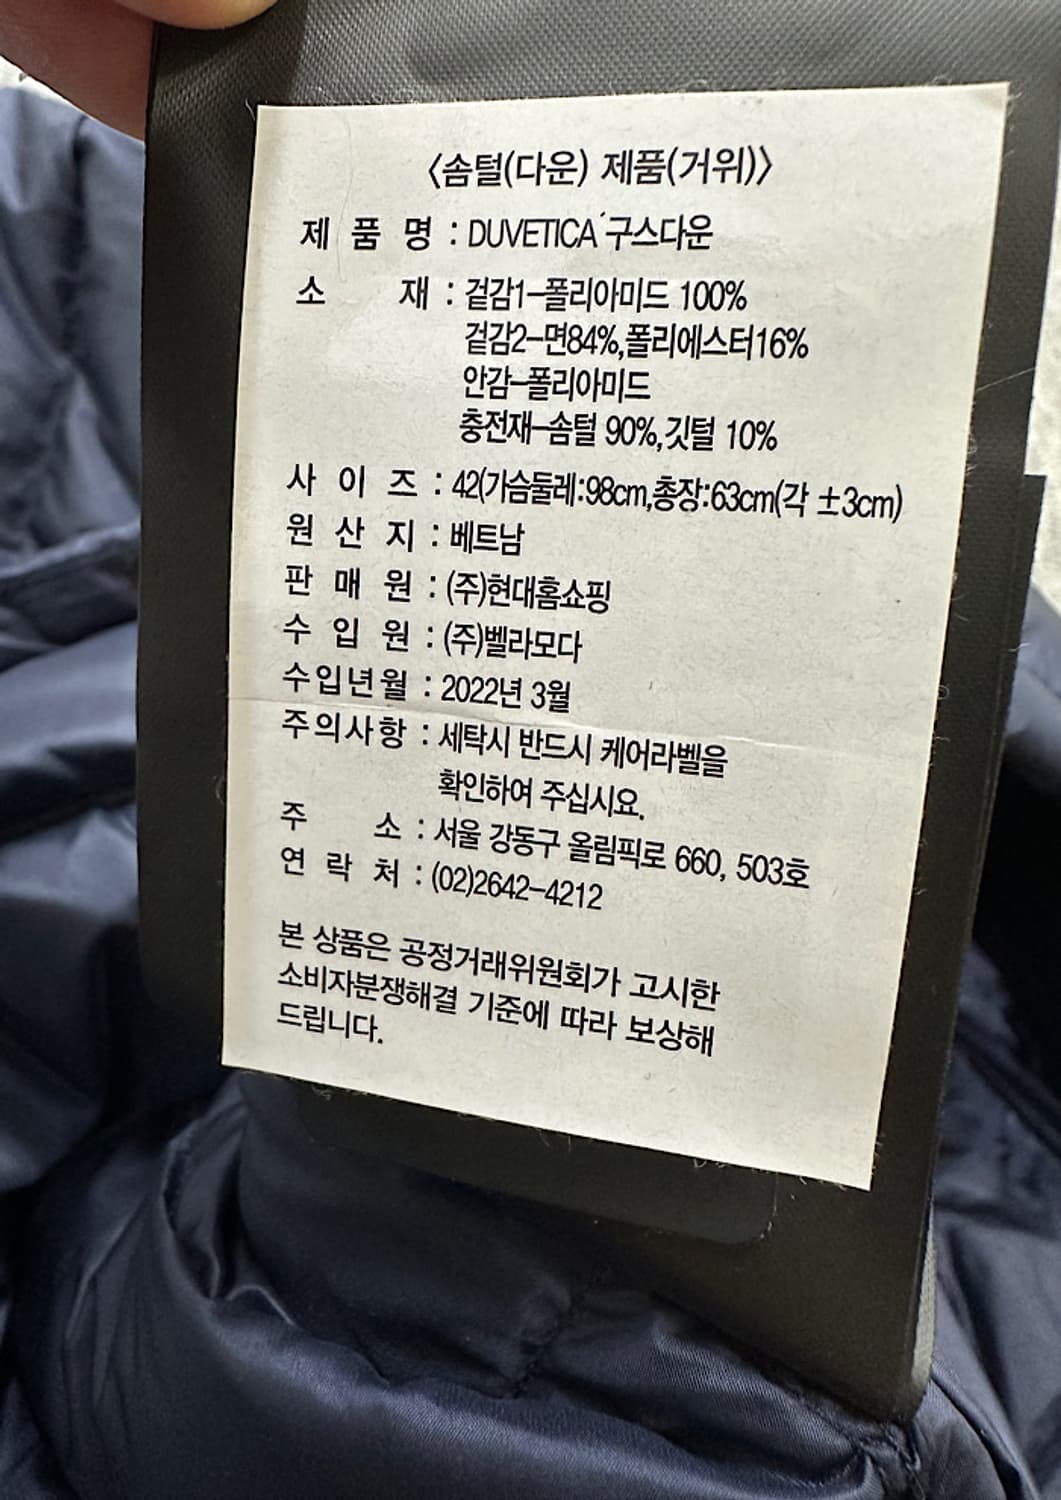 〈솜털(다운) 제품(거위)〉
제 품 명 : DUVETICA´구스다운
소 재 : 겉감1-폴리아미드 100%
겉감2-면84%,폴리에스터16%
안감-폴리아미드
충전재-솜털 90%,깃털 10%
사 이 즈 : 42(가슴둘레:98cm,총장:63cm(각 ±3cm)
원 산 지 : 베트남
판 매 원 : (주)현대홈쇼핑
수 입 원 : (주)벨라모다
수입년월 : 2022년 3월
주의사항 : 세탁시 반드시 케어라벨을
확인하여 주십시요.
주 소 : 서울 강동구 올림픽로 660, 503호
연 락 처 : (02)2642-4212
본 상품은 공정거래위원회가 고시한
소비자분쟁해결 기준에 따라 보상해
드립니다.